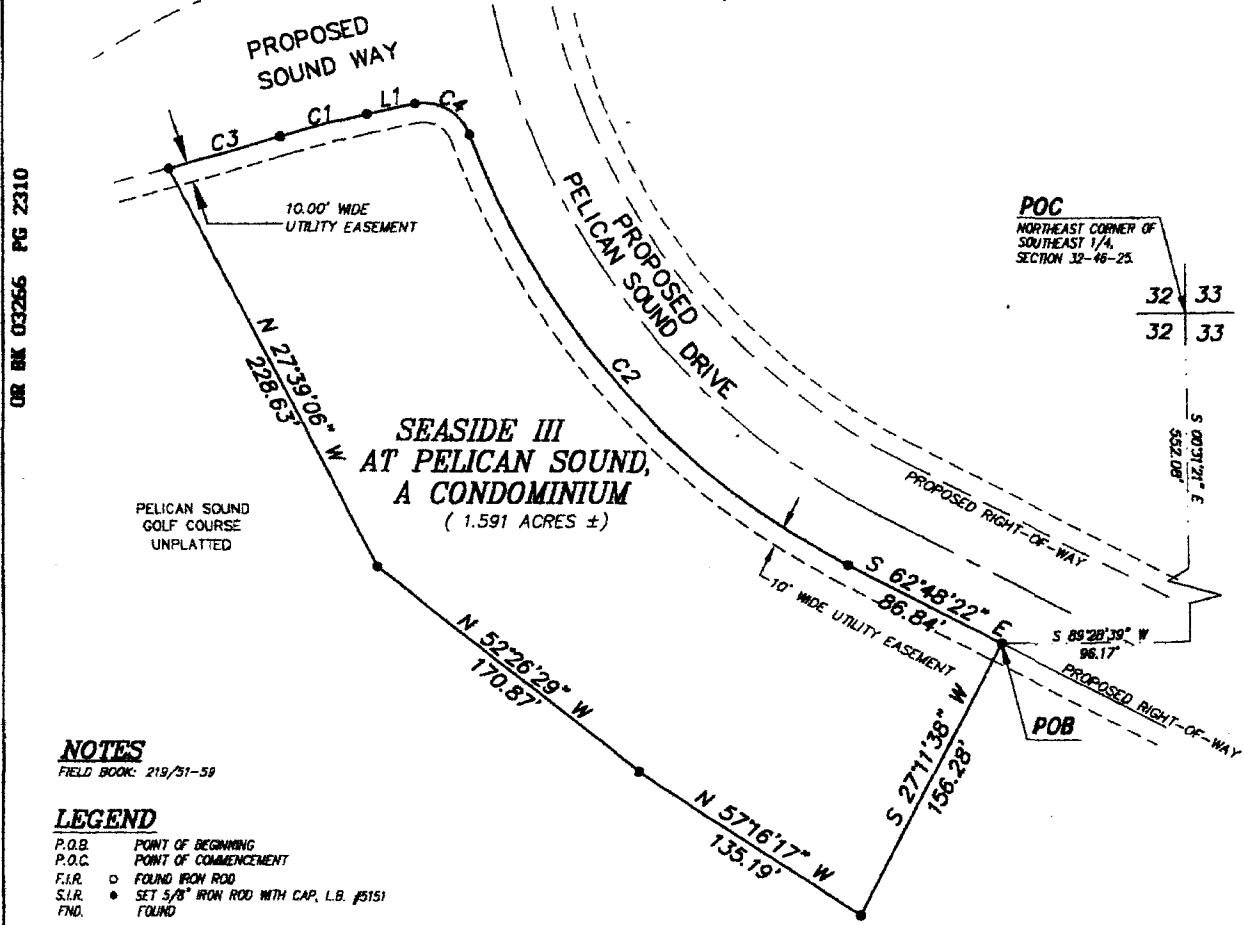 OR BK 03266 PG 2310
PROPOSED
SOUND WAY
C3
C1
L1
C4
10.00' WIDE
UTILITY EASEMENT
PROPOSED
PELICAN SOUND DRIVE
C2
POC
NORTHEAST CORNER OF
SOUTHEAST 1/4,
SECTION 32-46-25.
32 33
32 33
S 00°31'21" E
552.08'
N 27°39'06" W
228.63'
SEASIDE III
AT PELICAN SOUND,
A CONDOMINIUM
( 1.591 ACRES ±)
PELICAN SOUND
GOLF COURSE
UNPLATTED
PROPOSED RIGHT-OF-WAY
S 62°48'22" E
86.84'
10' WIDE UTILITY EASEMENT
S 89°28'39" W
96.17'
PROPOSED RIGHT-OF-WAY
POB
N 52°26'29" W
170.87'
S 27°11'38" W
156.28'
N 57°16'17" W
135.19'
NOTES
FIELD BOOK: 219/51-59
LEGEND
P.O.B. POINT OF BEGINNING
P.O.C. POINT OF COMMENCEMENT
F.I.R. ○ FOUND IRON ROD
S.I.R. ● SET 5/8" IRON ROD WITH CAP, L.B. #5151
FND. FOUND